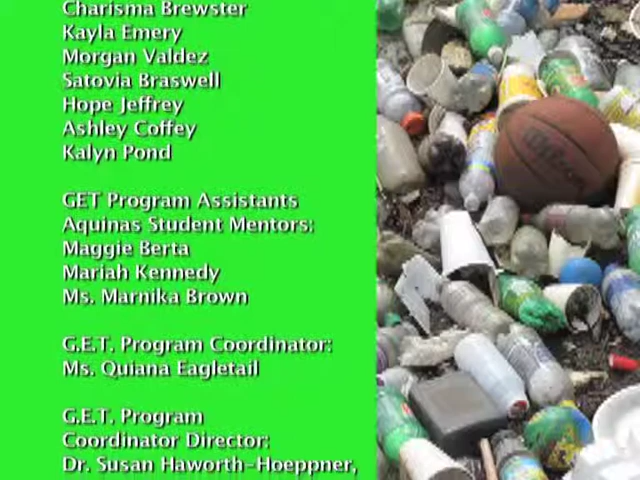 Charisma Brewster
Kayla Emery
Morgan Valdez
Satovia Braswell
Hope Jeffrey
Ashley Coffey
Kalyn Pond
GET Program Assistants
Aquinas Student Mentors:
Maggie Berta
Mariah Kennedy
Ms. Marnika Brown
G.E.T. Program Coordinator:
Ms. Quiana Eagletail
G.E.T. Program
Coordinator Director:
Dr. Susan Haworth-Hoeppner,
Wilson